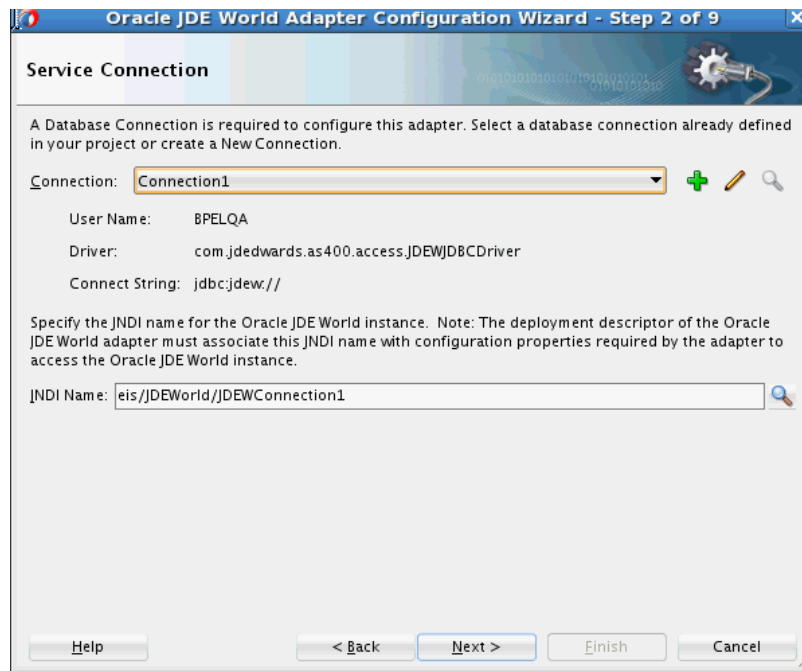 Oracle JDE World Adapter Configuration Wizard - Step 2 of 9
Service Connection
A Database Connection is required to configure this adapter. Select a database connection already defined
in your project or create a New Connection.
Connection: Connection1
User Name: BPELQA
Driver: com.jdedwards.as400.access.JDEWJDBCDriver
Connect String: jdbc:jdew://
Specify the JNDI name for the Oracle JDE World instance. Note: The deployment descriptor of the Oracle
JDE World adapter must associate this JNDI name with configuration properties required by the adapter to
access the Oracle JDE World instance.
JNDI Name: eis/JDEWorld/JDEWConnection1
Help < Back Next > Finish Cancel